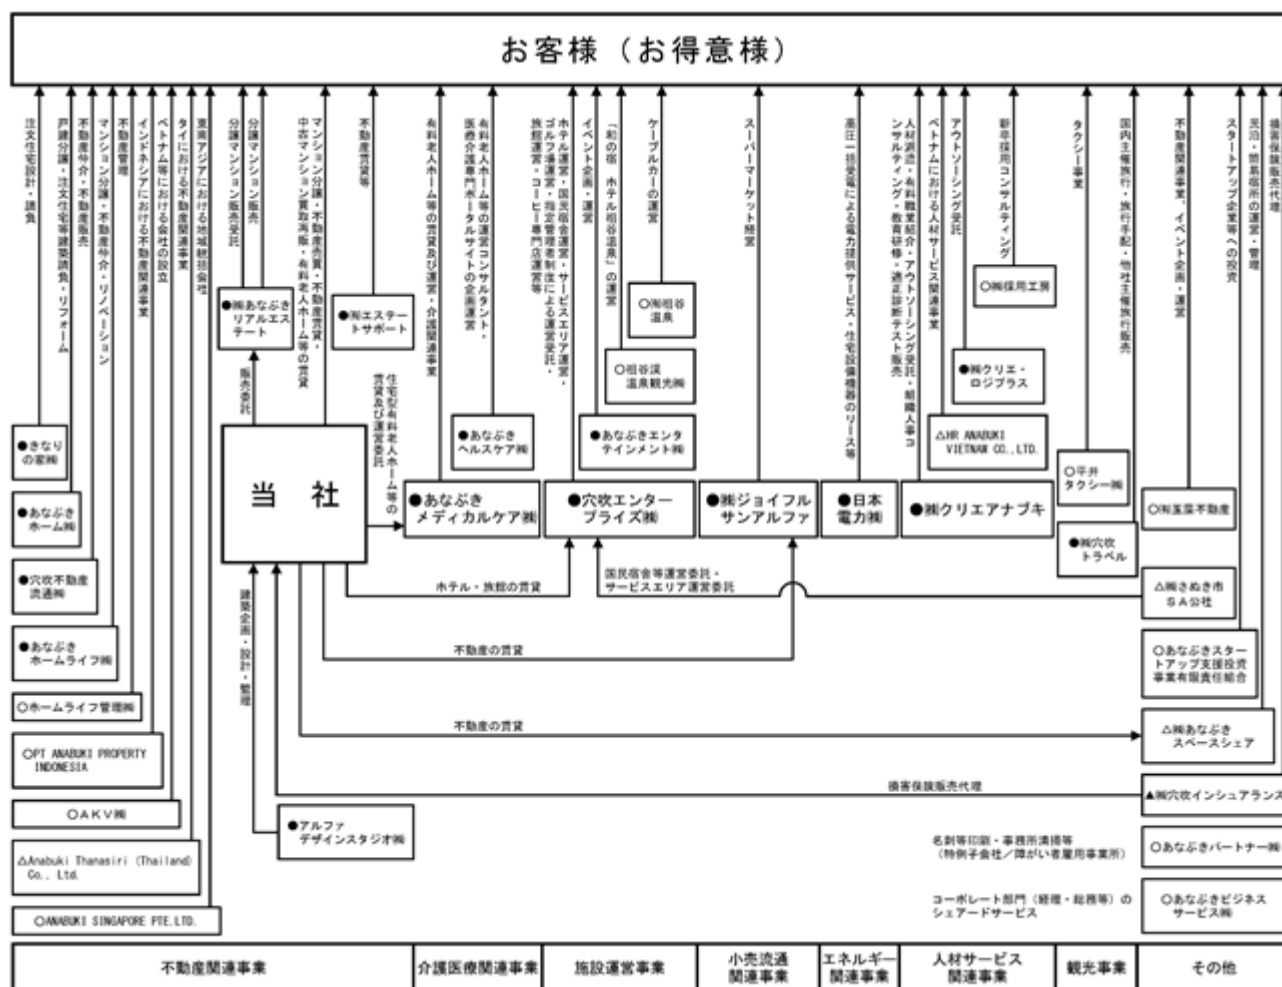 お客様（お得意様）
注文住宅設計・請負
戸建分譲・注文住宅等建築請負・リフォーム
不動産仲介・不動産販売
マンション分譲・不動産仲介・リノベーション
不動産管理
インドネシアにおける不動産関連事業
ベトナム等における会社の設立
タイにおける不動産関連事業
東南アジアにおける地域統括会社
分譲マンション販売受託
分譲マンション販売
マンション分譲・不動産売買・不動産賃貸・
中古マンション買取再販・有料老人ホーム等の賃貸
不動産賃貸等
有料老人ホーム等の賃貸及び運営・介護関連事業
有料老人ホーム等の運営コンサルタント・
医療介護専門ポータルサイトの企画運営
ホテル運営・国民宿舎運営・サービスエリア運営・
ゴルフ場運営・指定管理者制度による運営受託・
旅館運営・コーヒー専門店運営等
イベント企画・運営
「和の宿 ホテル祖谷温泉」の運営
ケーブルカーの運営
スーパーマーケット経営
高圧一括受電による電力提供サービス・住宅設備機器のリース等
人材派遣・有料職業紹介・アウトソーシング受託・組織人事コ
ンサルティング・教育研修・適正診断テスト販売
ベトナムにおける人材サービス関連事業
アウトソーシング受託
新卒採用コンサルティング
タクシー事業
国内主催旅行・旅行手配・他社主催旅行販売
不動産関連事業、イベント企画・運営
スタートアップ企業等への投資
民泊・簡易宿所の運営・管理
損害保険販売代理
●㈱あなぶき
リアルエス
テート
●㈱エステー
トサポート
○㈲祖谷
温泉
○㈱採用工房
○祖谷渓
温泉観光㈱
●㈱クリエ・
ロジプラス
販売委託
住宅型有料老人ホーム等の
賃貸及び運営委託
●きなり
の家㈱
当社
●あなぶき
ヘルスケア㈱
●あなぶきエンタ
テインメント㈱
△HR ANABUKI
VIETNAM CO.,LTD.
○平井
タクシー㈱
●あなぶき
ホーム㈱
●あなぶき
メディカルケア㈱
●穴吹エンター
プライズ㈱
●㈱ジョイフル
サンアルファ
●日本
電力㈱
●㈱クリエアナブキ
○㈲玉藻不動産
●㈱穴吹
トラベル
●穴吹不動産
流通㈱
ホテル・旅館の賃貸
国民宿舎等運営委託・
サービスエリア運営委託
△㈱さぬき市
ＳＡ公社
建築企画・設計・監理
●あなぶき
ホームライフ㈱
不動産の賃貸
○あなぶきスター
トアップ支援投資
事業有限責任組合
○ホームライフ管理㈱
不動産の賃貸
△㈱あなぶき
スペースシェア
○PT ANABUKI PROPERTY
INDONESIA
損害保険販売代理
▲㈱穴吹インシュアランス
○ＡＫＶ㈱
●アルファ
デザインスタジオ㈱
名刺等印刷・事務所清掃等
（特例子会社／障がい者雇用事業所）
○あなぶきパートナー㈱
△Anabuki Thanasiri (Thailand)
Co., Ltd.
コーポレート部門（経理・総務等）の
シェアードサービス
○あなぶきビジネス
サービス㈱
○ANABUKI SINGAPORE PTE.LTD.
不動産関連事業
介護医療関連事業
施設運営事業
小売流通
関連事業
エネルギー
関連事業
人材サービス
関連事業
観光事業
その他